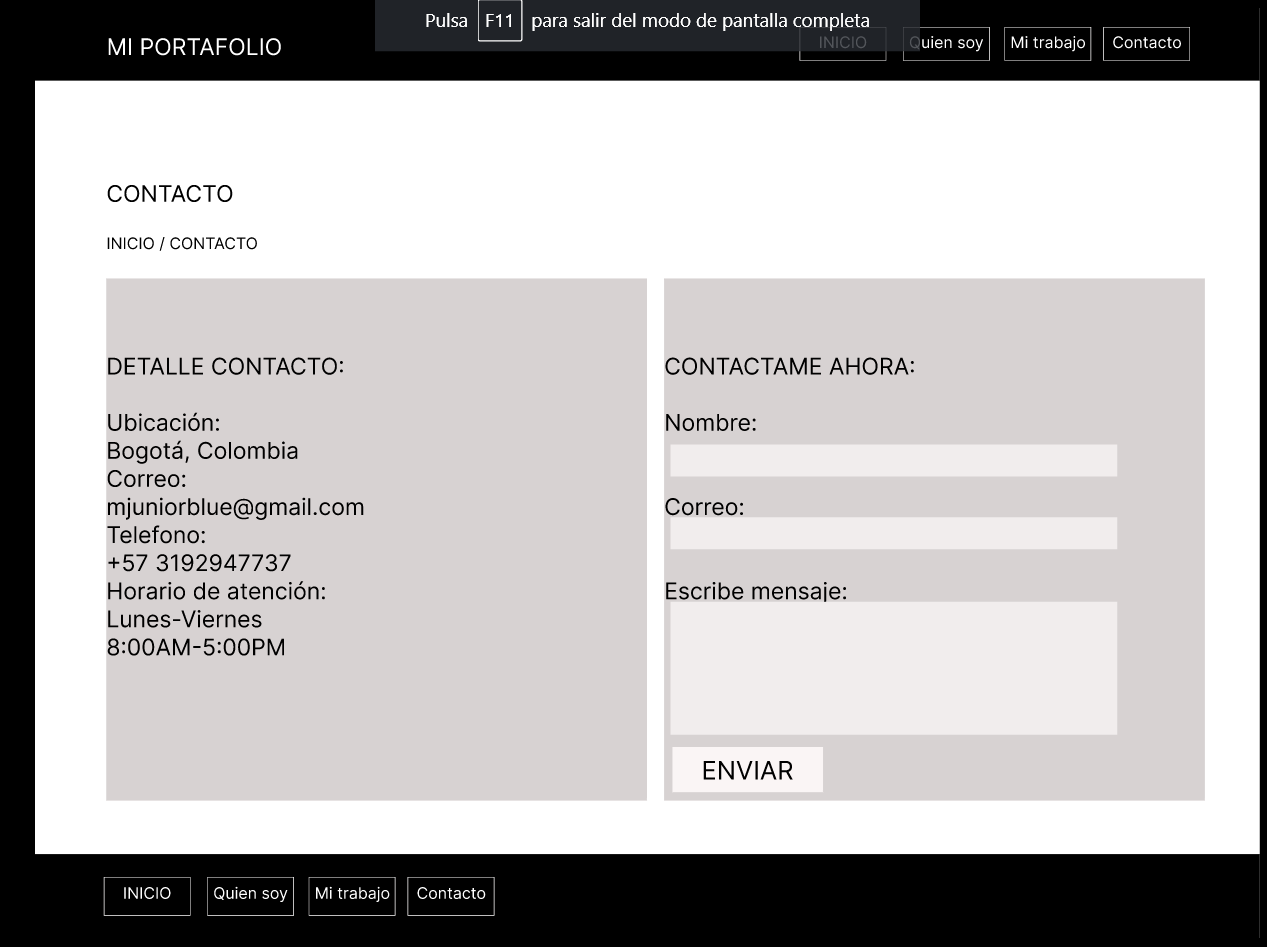 Pulsa F11 para salir del modo de pantalla completa
MI PORTAFOLIO
INICIO
Quien soy
Mi trabajo
Contacto
CONTACTO
INICIO / CONTACTO
DETALLE CONTACTO:
Ubicación:
Bogotá, Colombia
Correo:
mjuniorblue@gmail.com
Telefono:
+57 3192947737
Horario de atención:
Lunes-Viernes
8:00AM-5:00PM
CONTACTAME AHORA:
Nombre:
Correo:
Escribe mensaje:
ENVIAR
INICIO
Quien soy
Mi trabajo
Contacto